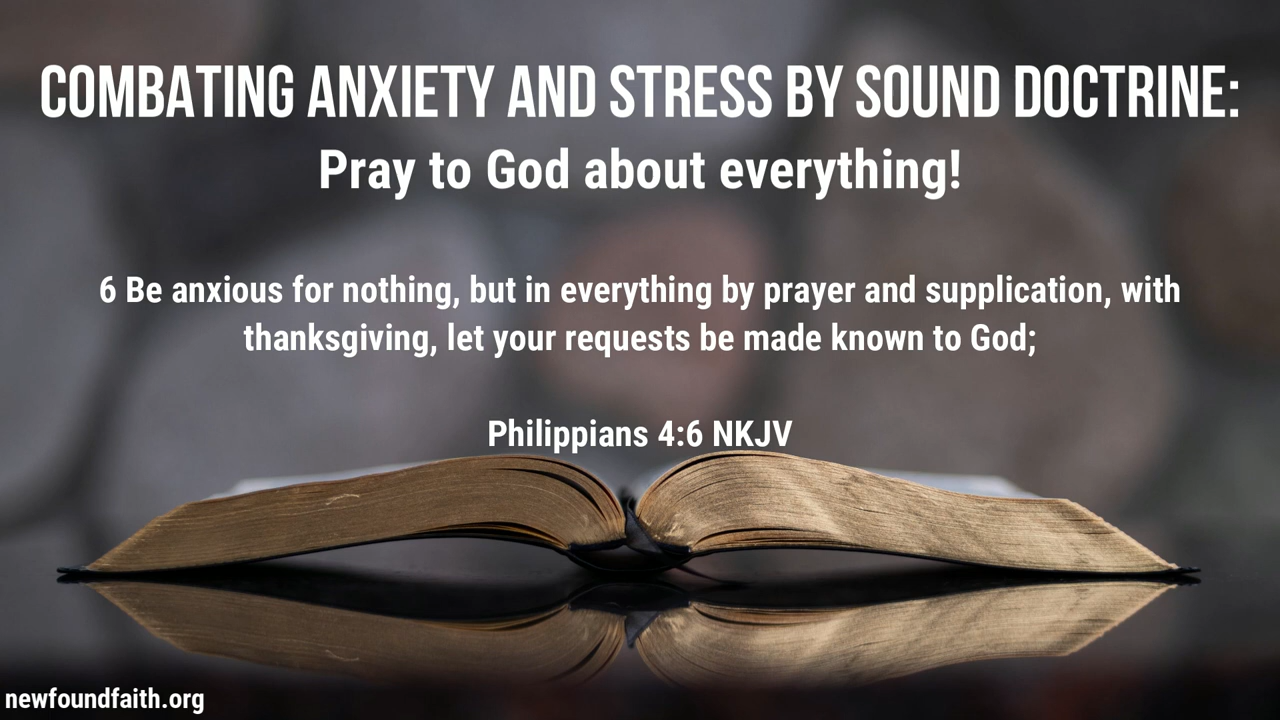 COMBATING ANXIETY AND STRESS BY SOUND DOCTRINE:
Pray to God about everything!
6 Be anxious for nothing, but in everything by prayer and supplication, with
thanksgiving, let your requests be made known to God;
Philippians 4:6 NKJV
newfoundfaith.org